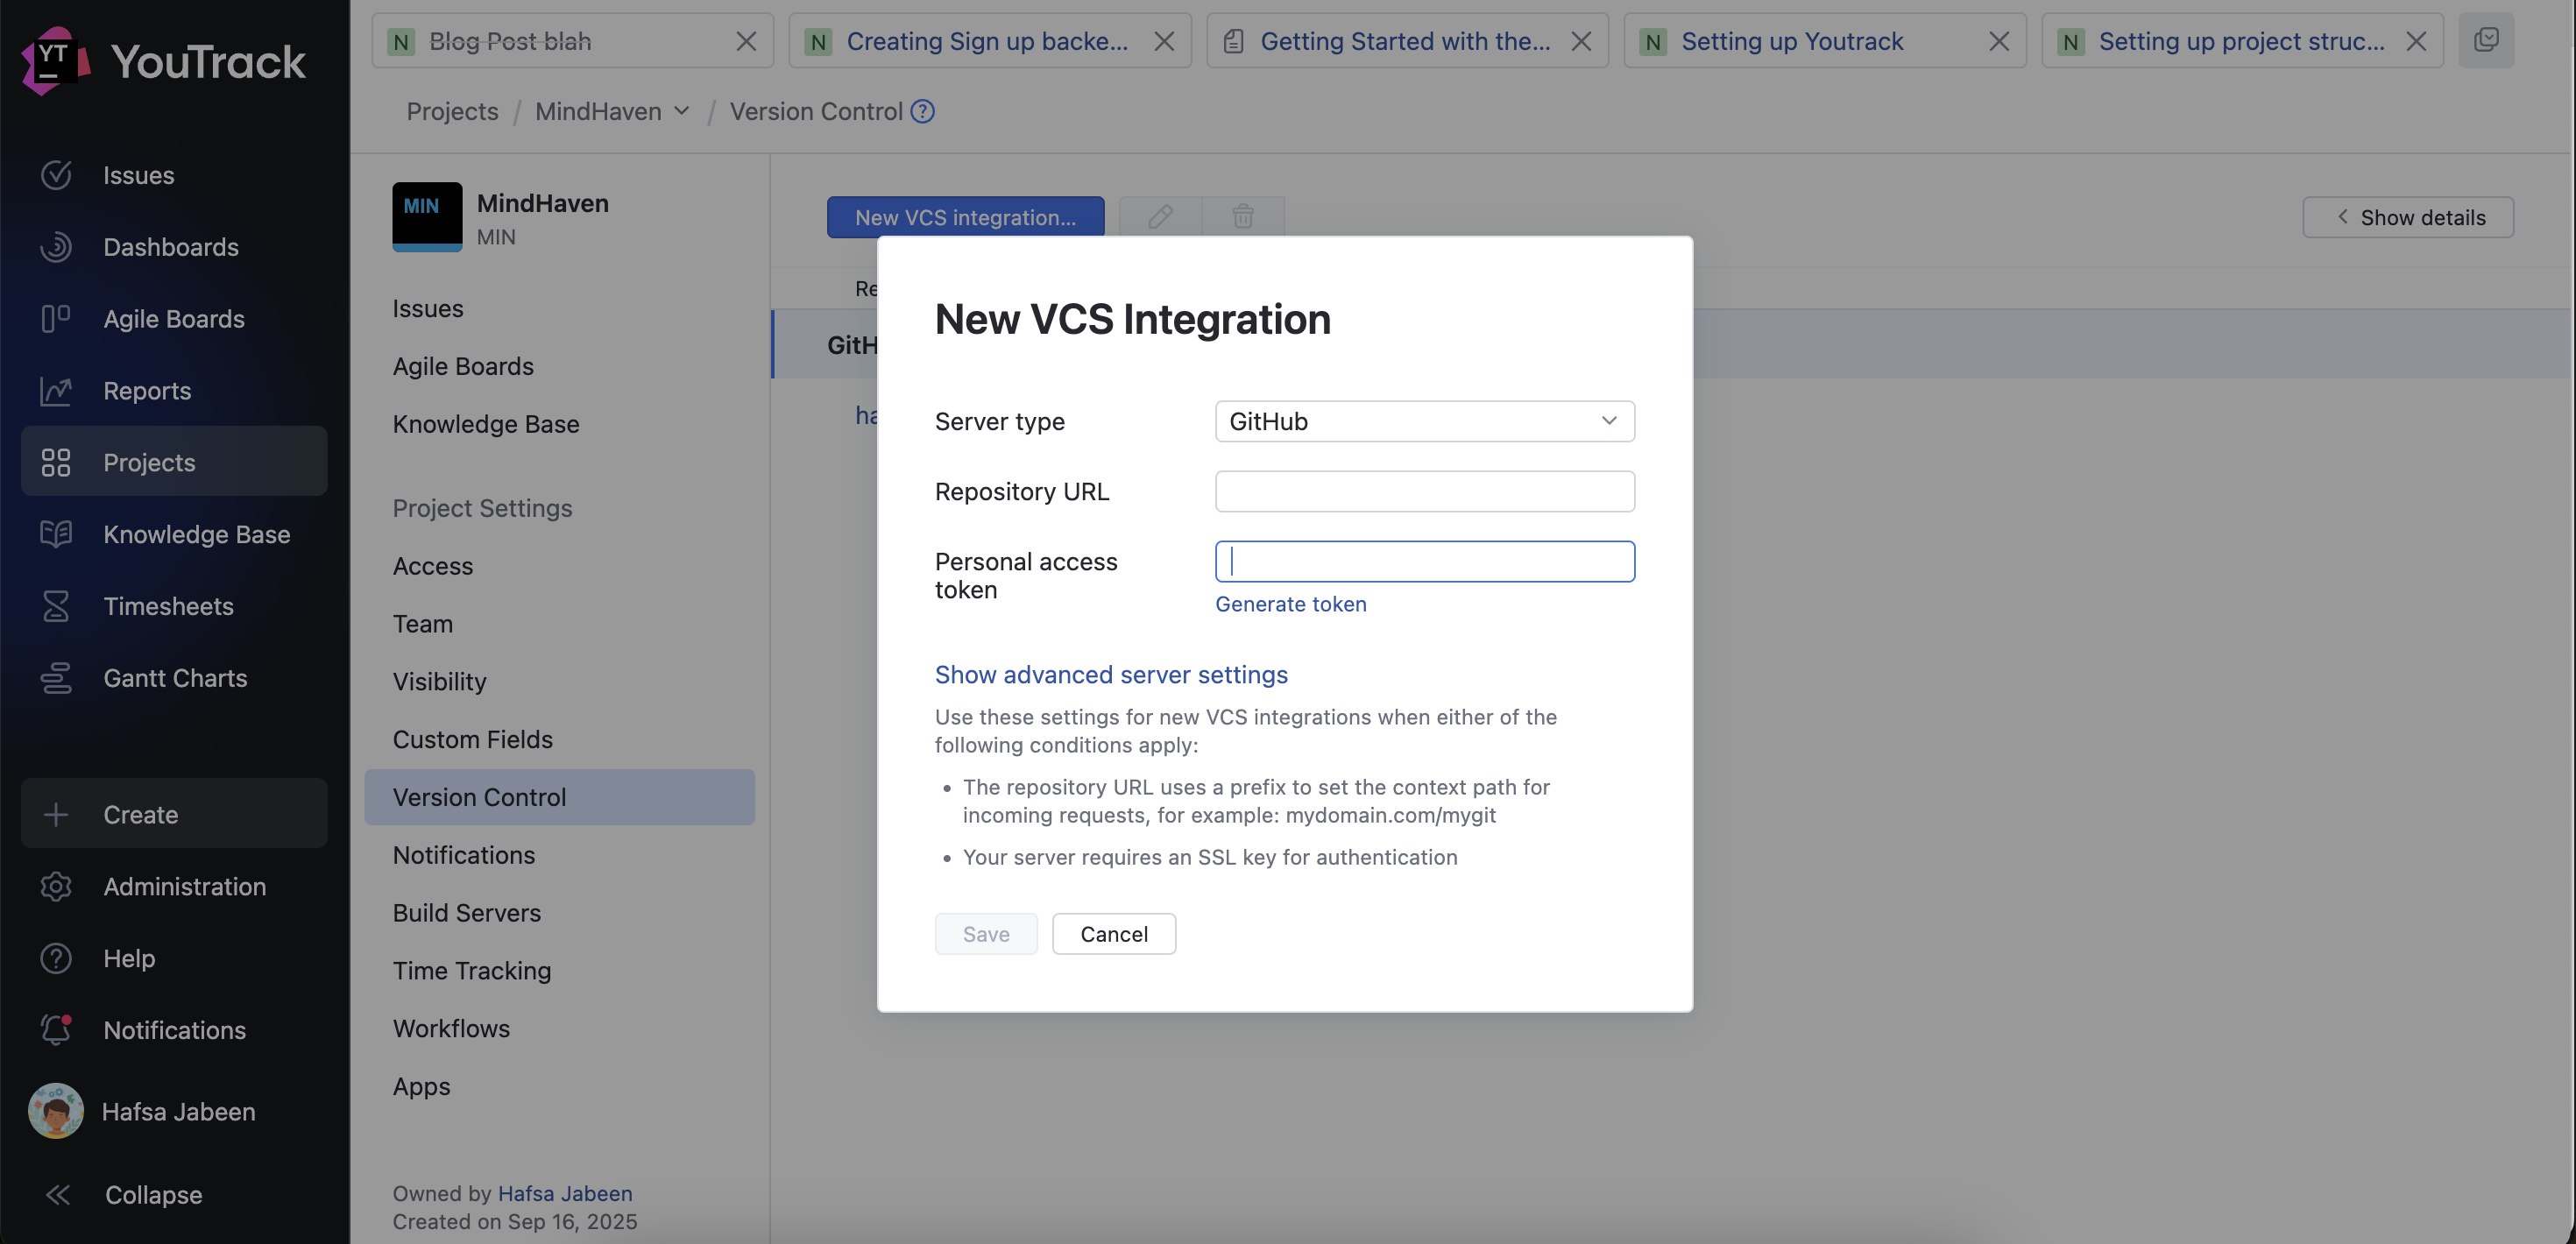 YT
YouTrack
N Blog Post blah
N Creating Sign up backe...
Getting Started with the...
N Setting up Youtrack
N Setting up project struc...
Projects / MindHaven / Version Control ?
Issues
Dashboards
Agile Boards
Reports
Projects
Knowledge Base
Timesheets
Gantt Charts
Create
Administration
Help
Notifications
Hafsa Jabeen
Collapse
MIN
MindHaven
MIN
Issues
Agile Boards
Knowledge Base
Project Settings
Access
Team
Visibility
Custom Fields
Version Control
Notifications
Build Servers
Time Tracking
Workflows
Apps
Owned by Hafsa Jabeen
Created on Sep 16, 2025
New VCS integration...
Show details
Re
GitH
ha
New VCS Integration
Server type
GitHub
Repository URL
Personal access
token
Generate token
Show advanced server settings
Use these settings for new VCS integrations when either of the
following conditions apply:
• The repository URL uses a prefix to set the context path for
incoming requests, for example: mydomain.com/mygit
• Your server requires an SSL key for authentication
Save
Cancel